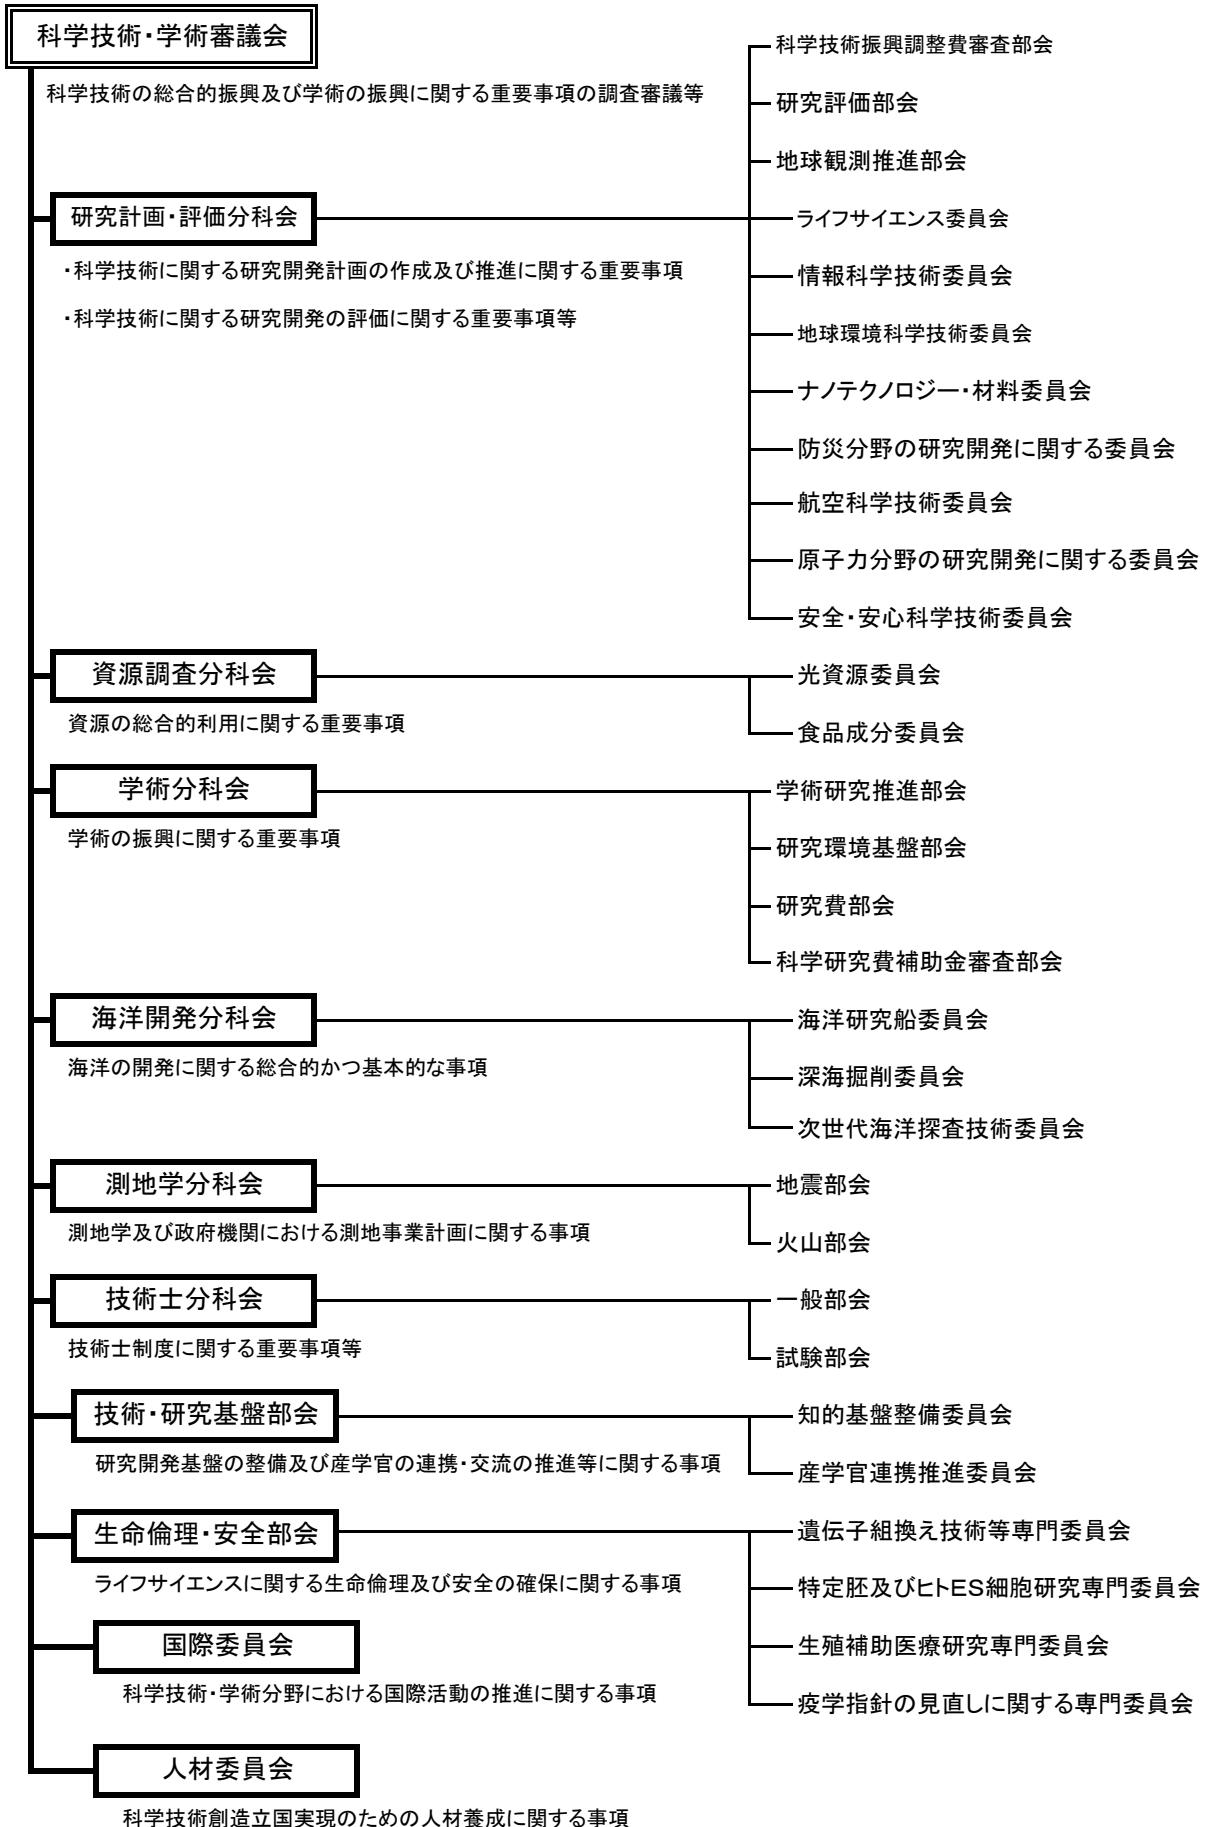 科学技術・学術審議会
科学技術の総合的振興及び学術の振興に関する重要事項の調査審議等
研究計画・評価分科会
・科学技術に関する研究開発計画の作成及び推進に関する重要事項
・科学技術に関する研究開発の評価に関する重要事項等
科学技術振興調整費審査部会
研究評価部会
地球観測推進部会
ライフサイエンス委員会
情報科学技術委員会
地球環境科学技術委員会
ナノテクノロジー・材料委員会
防災分野の研究開発に関する委員会
航空科学技術委員会
原子力分野の研究開発に関する委員会
安全・安心科学技術委員会
資源調査分科会
資源の総合的利用に関する重要事項
光資源委員会
食品成分委員会
学術分科会
学術の振興に関する重要事項
学術研究推進部会
研究環境基盤部会
研究費部会
科学研究費補助金審査部会
海洋開発分科会
海洋の開発に関する総合的かつ基本的な事項
海洋研究船委員会
深海掘削委員会
次世代海洋探査技術委員会
測地学分科会
測地学及び政府機関における測地事業計画に関する事項
地震部会
火山部会
技術士分科会
技術士制度に関する重要事項等
一般部会
試験部会
技術・研究基盤部会
研究開発基盤の整備及び産学官の連携・交流の推進等に関する事項
知的基盤整備委員会
産学官連携推進委員会
生命倫理・安全部会
ライフサイエンスに関する生命倫理及び安全の確保に関する事項
遺伝子組換え技術等専門委員会
特定胚及びヒトES細胞研究専門委員会
生殖補助医療研究専門委員会
疫学指針の見直しに関する専門委員会
国際委員会
科学技術・学術分野における国際活動の推進に関する事項
人材委員会
科学技術創造立国実現のための人材養成に関する事項